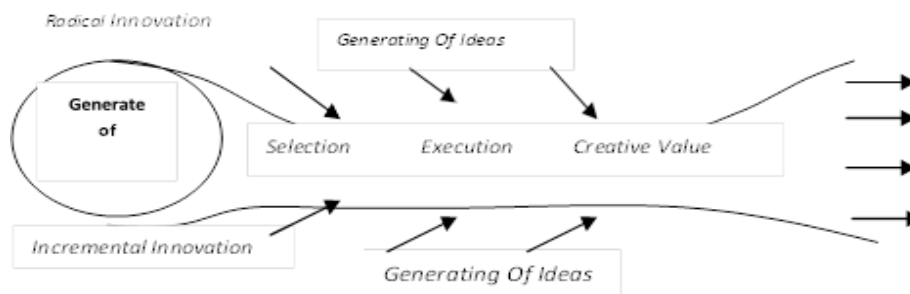 Radical Innovation
Generating Of Ideas
Generate
of
Selection Execution Creative Value
Incremental Innovation
Generating Of Ideas